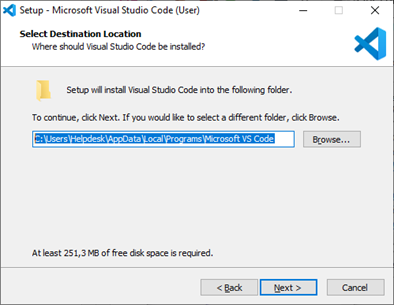 Setup - Microsoft Visual Studio Code (User)
Select Destination Location
Where should Visual Studio Code be installed?
Setup will install Visual Studio Code into the following folder.
To continue, click Next. If you would like to select a different folder, click Browse.
C:\Users\Helpdesk\AppData\Local\Programs\Microsoft VS Code
Browse...
At least 251,3 MB of free disk space is required.
< Back
Next >
Cancel